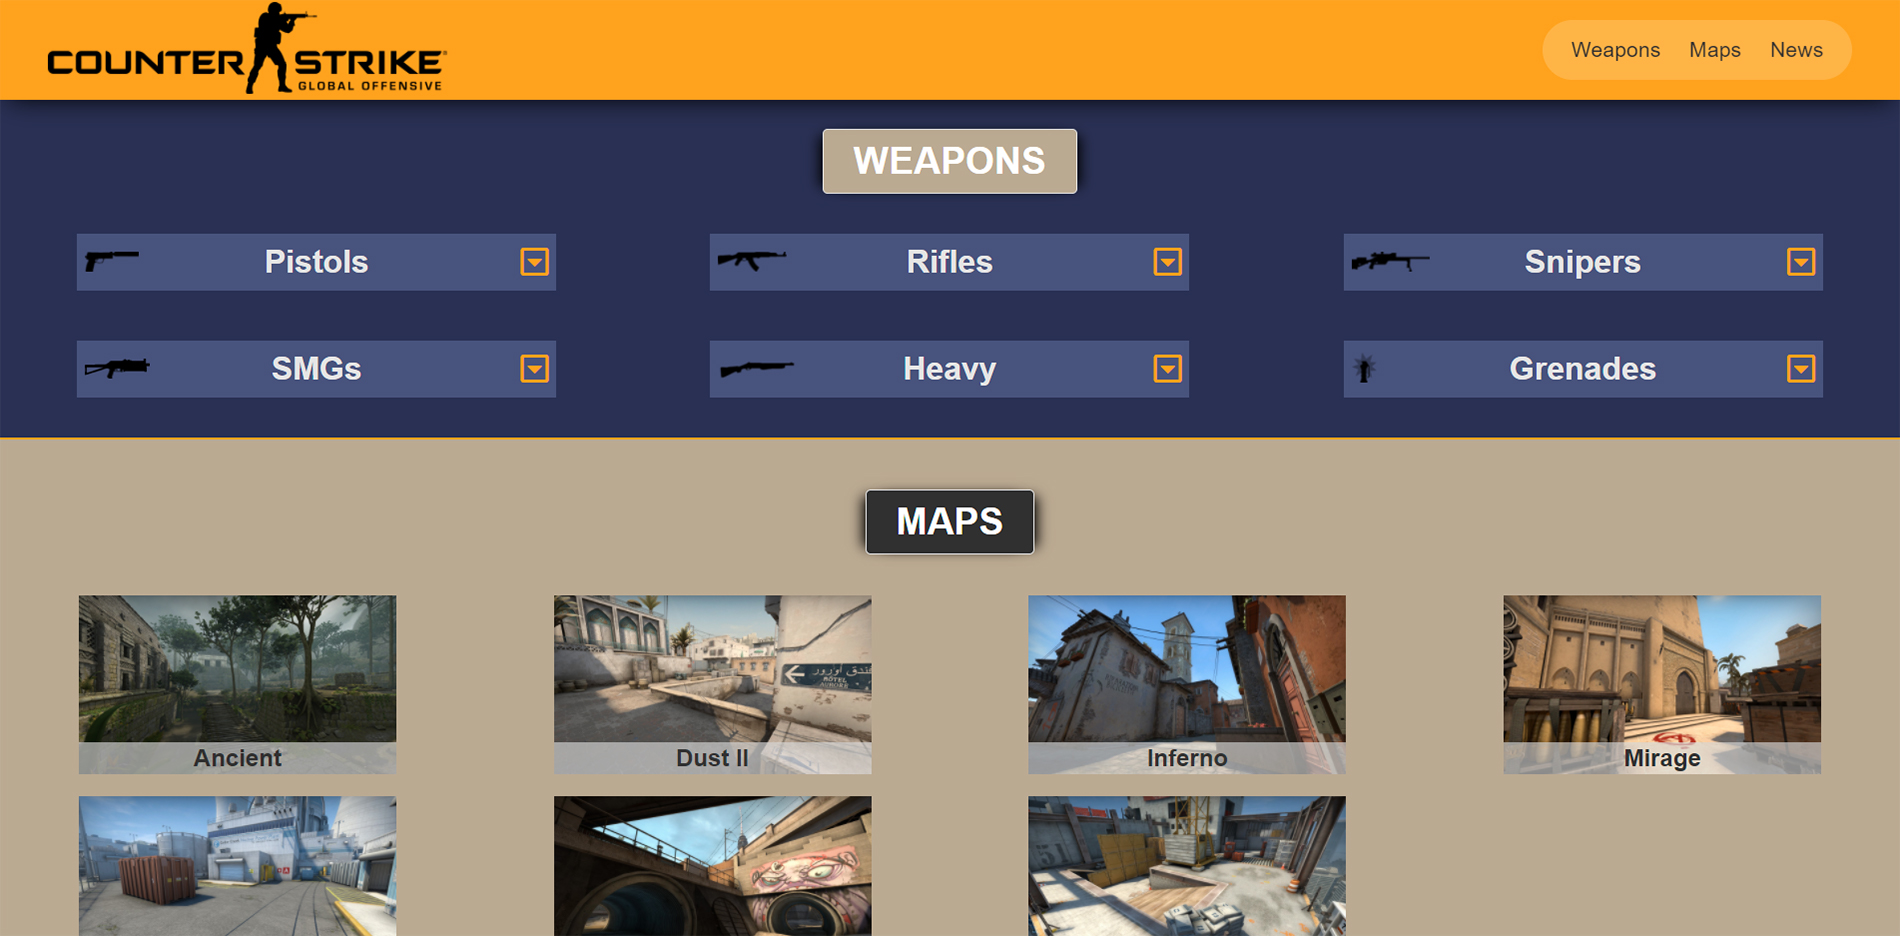 COUNTER STRIKE
GLOBAL OFFENSIVE
Weapons Maps News
WEAPONS
Pistols
Rifles
Snipers
SMGs
Heavy
Grenades
MAPS
HOTEL
Ancient
Dust II
Inferno
Mirage
A